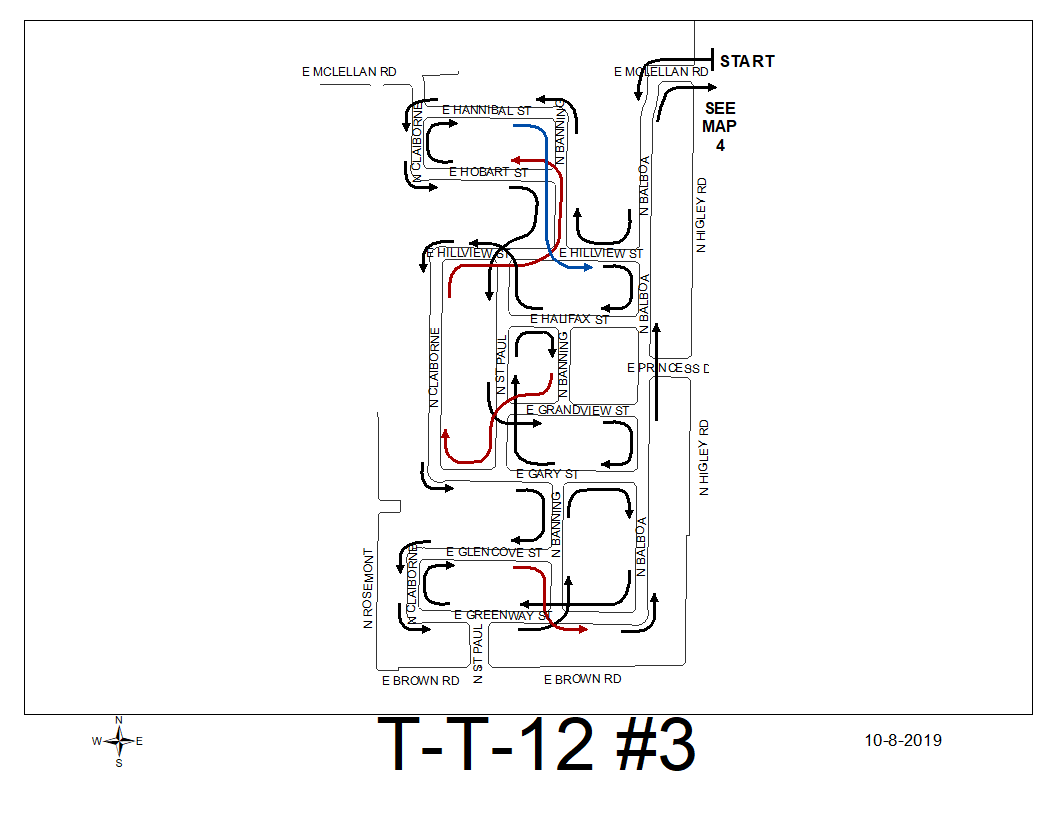 START
E MCLELLAN RD
E MCLELLAN RD
SEE
MAP
4
E HANNIBAL ST
N CLAIBORNE
N BANNING
E HOBART ST
N BALBOA
N HIGLEY RD
E HILLVIEW ST
E HILLVIEW ST
N BALBOA
E HALIFAX ST
N CLAIBORNE
N ST PAUL
N BANNING
E PRINCESS D
E GRANDVIEW ST
N HIGLEY RD
E GARY ST
N BANNING
N BALBOA
E GLENCOVE ST
N ROSEMONT
N CLAIBORNE
E GREENWAY ST
N ST PAUL
E BROWN RD
E BROWN RD
N
W E
S
T-T-12 #3
10-8-2019